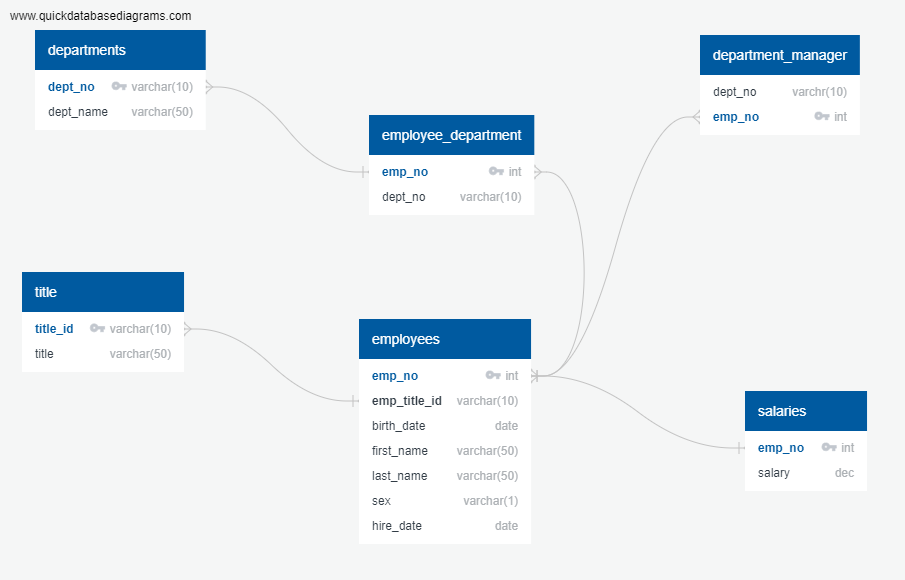 www.quickdatabasediagrams.com
departments
dept_no varchar(10)
dept_name varchar(50)
department_manager
dept_no varchr(10)
emp_no int
employee_department
emp_no int
dept_no varchar(10)
title
title_id varchar(10)
title varchar(50)
employees
emp_no int
emp_title_id varchar(10)
birth_date date
first_name varchar(50)
last_name varchar(50)
sex varchar(1)
hire_date date
salaries
emp_no int
salary dec